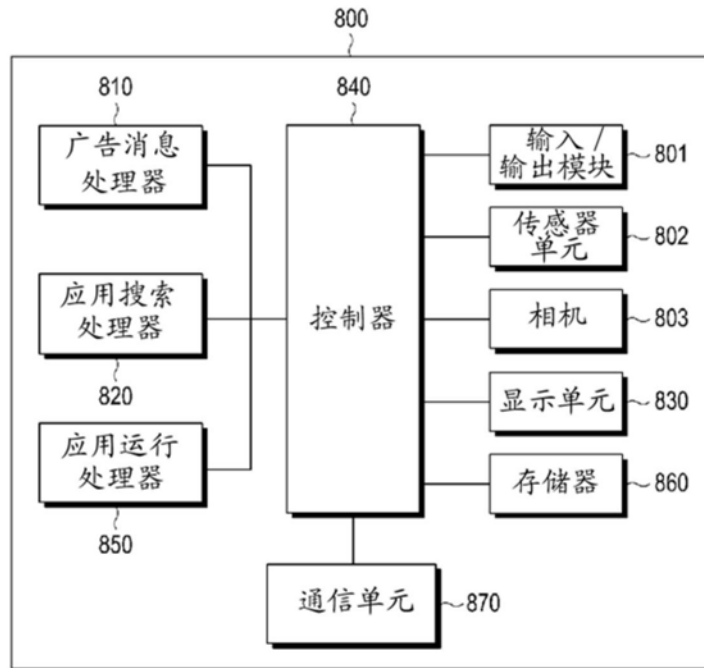 800
810
广告消息
处理器
应用搜索
处理器
820
应用运行
处理器
850
840
控制器
输入/
输出模块
801
传感器
单元
802
相机
803
显示单元
830
存储器
860
通信单元
870